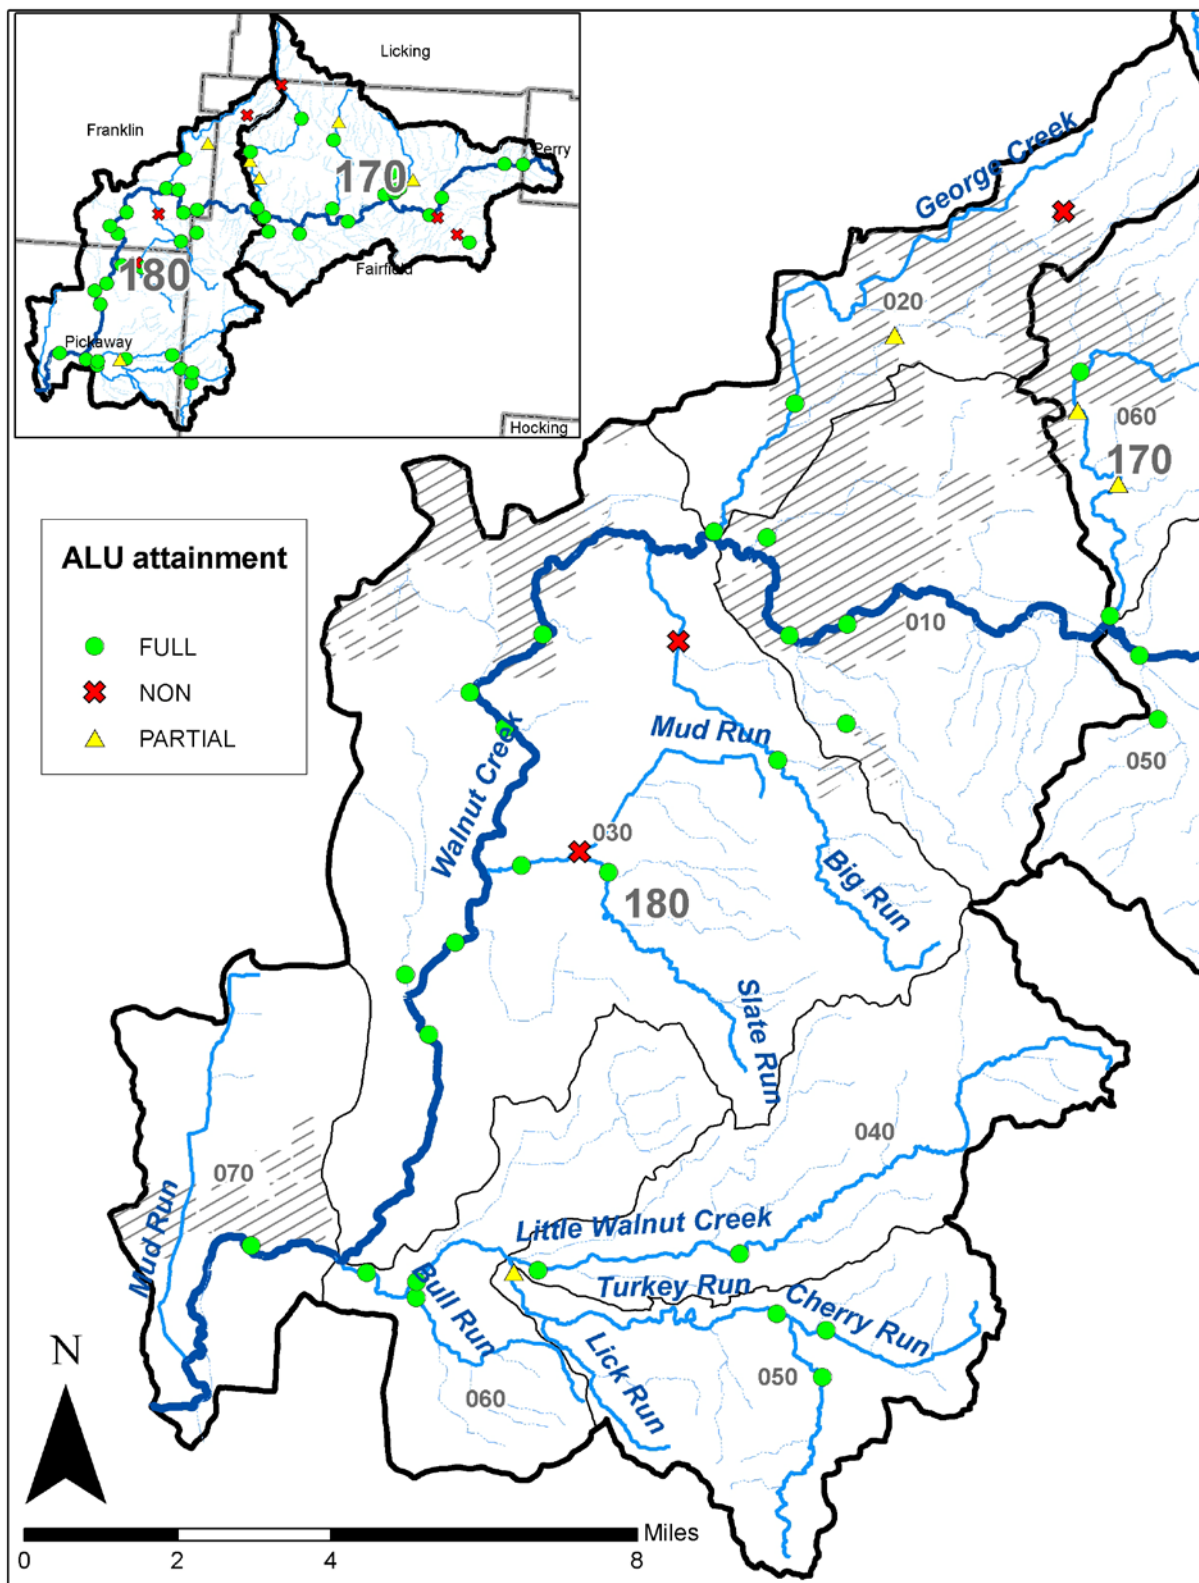 Licking
Franklin
Perry
170
Fairfield
180
Pickaway
Hocking
George Creek
020
060
170
ALU attainment
FULL
NON
PARTIAL
010
050
Mud Run
Walnut Creek
030
180
Big Run
Slate Run
040
070
Mud Run
Little Walnut Creek
Turkey Run
Cherry Run
Bull Run
Lick Run
050
060
N
Miles
0 2 4 8